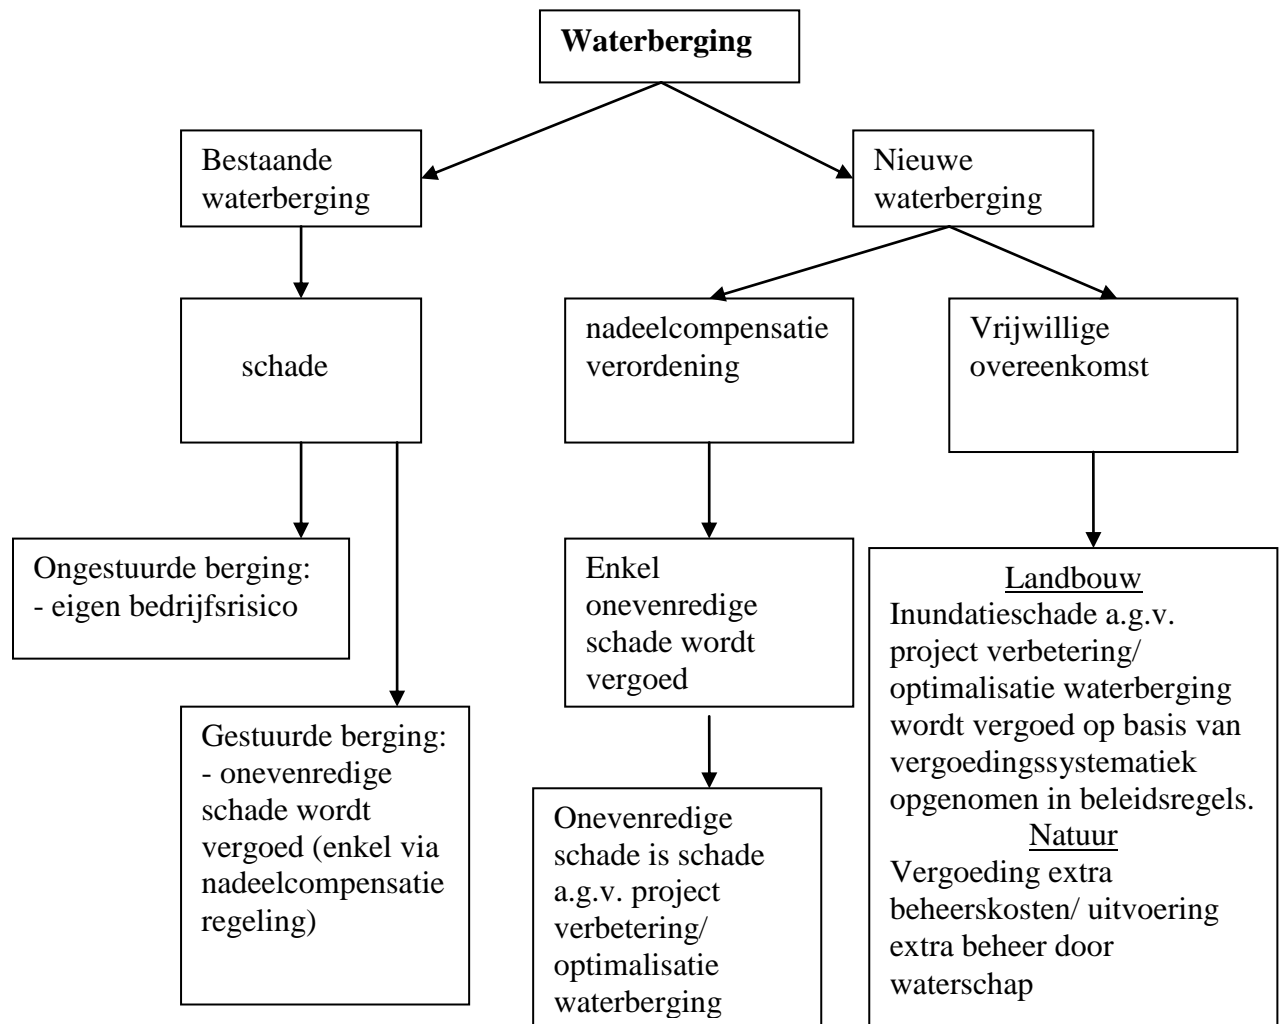 Waterberging
Bestaande
waterberging
Nieuwe
waterberging
schade
nadeelcompensatie
verordening
Vrijwillige
overeenkomst
Ongestuurde berging:
- eigen bedrijfsrisico
Gestuurde berging:
- onevenredige
schade wordt
vergoed (enkel via
nadeelcompensatie
regeling)
Enkel
onevenredige
schade wordt
vergoed
Onevenredige
schade is schade
a.g.v. project
verbetering/
optimalisatie
waterberging
Landbouw
Inundatieschade a.g.v.
project verbetering/
optimalisatie waterberging
wordt vergoed op basis van
vergoedingssystematiek
opgenomen in beleidsregels.
Natuur
Vergoeding extra
beheerskosten/ uitvoering
extra beheer door
waterschap